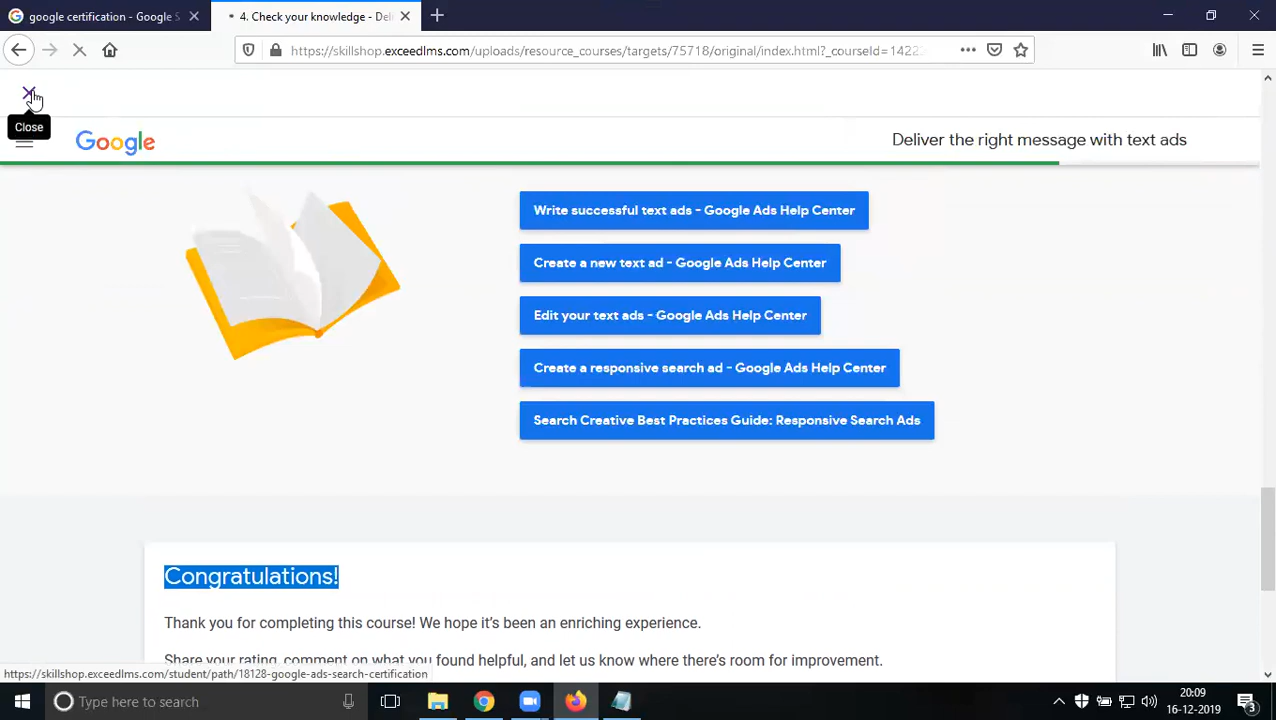 google certification - Google S
4. Check your knowledge - Deli
https://skillshop.exceedlms.com/uploads/resource_courses/targets/75718/original/index.html?_courseId=1422
Close
Google
Deliver the right message with text ads
Write successful text ads - Google Ads Help Center
Create a new text ad - Google Ads Help Center
Edit your text ads - Google Ads Help Center
Create a responsive search ad - Google Ads Help Center
Search Creative Best Practices Guide: Responsive Search Ads
Congratulations!
Thank you for completing this course! We hope it's been an enriching experience.
Share your rating, comment on what you found helpful, and let us know where there's room for improvement.
https://skillshop.exceedlms.com/student/path/18128-google-ads-search-certification
Type here to search
20:09
16-12-2019
3